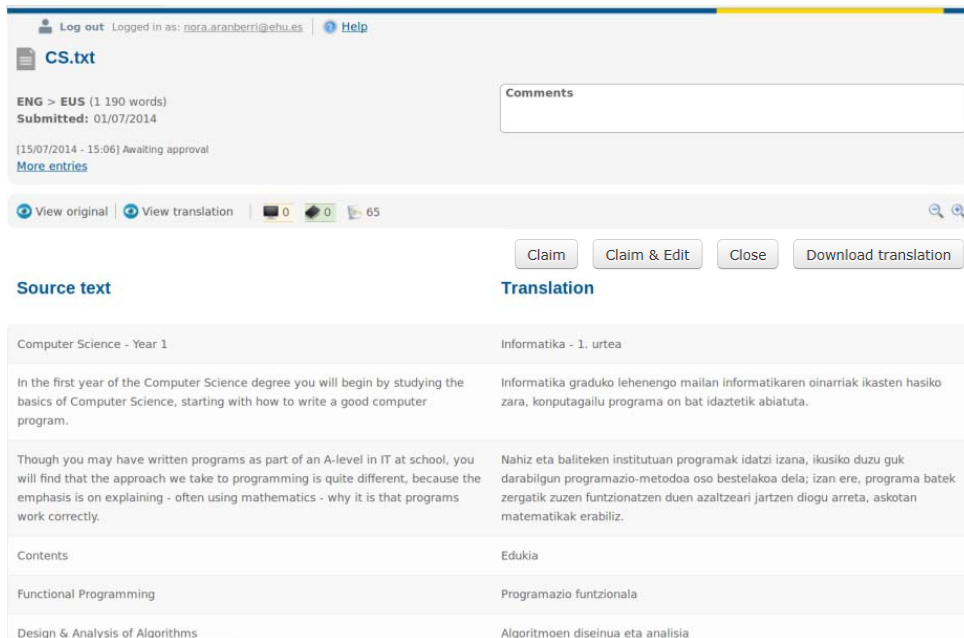 Log out Logged in as: nora.aranberri@ehu.es Help
CS.txt
ENG > EUS (1 190 words)
Submitted: 01/07/2014
Comments
[15/07/2014 - 15:06] Awaiting approval
More entries
View original View translation 0 0 65
Claim Claim & Edit Close Download translation
Source text Translation
Computer Science - Year 1
Informatika - 1. urtea
In the first year of the Computer Science degree you will begin by studying the
basics of Computer Science, starting with how to write a good computer
program.
Informatika graduko lehenengo mailan informatikaren oinarriak ikasten hasiko
zara, konputagailu programa on bat idaztetik abiatuta.
Though you may have written programs as part of an A-level in IT at school, you
will find that the approach we take to programming is quite different, because the
emphasis is on explaining - often using mathematics - why it is that programs
work correctly.
Nahiz eta baliteken institutuan programak idatzi izana, ikusiko duzu guk
darabilgun programazio-metodoa oso bestelakoa dela; izan ere, programa batek
zergatik zuzen funtzionatzen duen azaltzeari jartzen diogu arreta, askotan
matematikak erabiliz.
Contents
Edukia
Functional Programming
Programazio funtzionala
Design & Analysis of Algorithms
Algoritmoen diseinua eta analisia